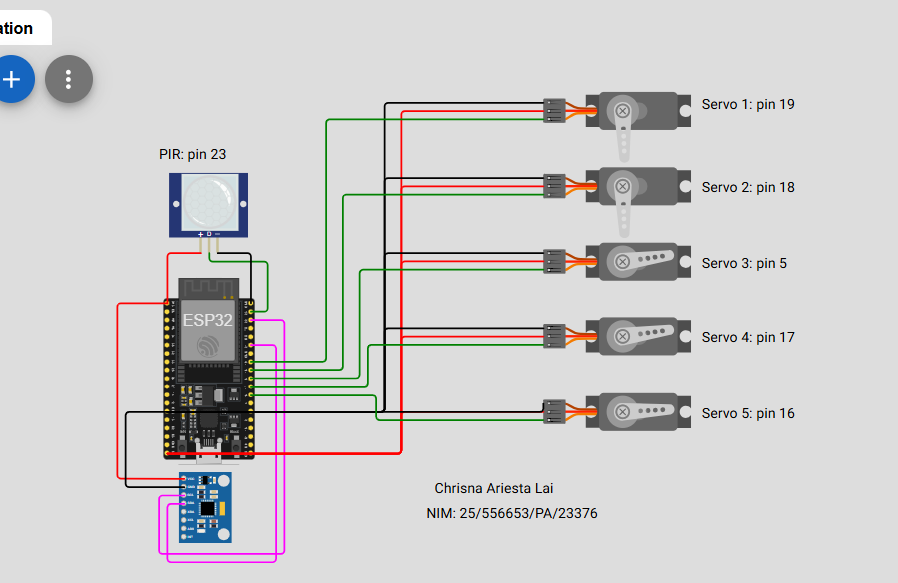 ation
PIR: pin 23
ESP32
Servo 1: pin 19
Servo 2: pin 18
Servo 3: pin 5
Servo 4: pin 17
Servo 5: pin 16
Chrisna Ariesta Lai
NIM: 25/556653/PA/23376